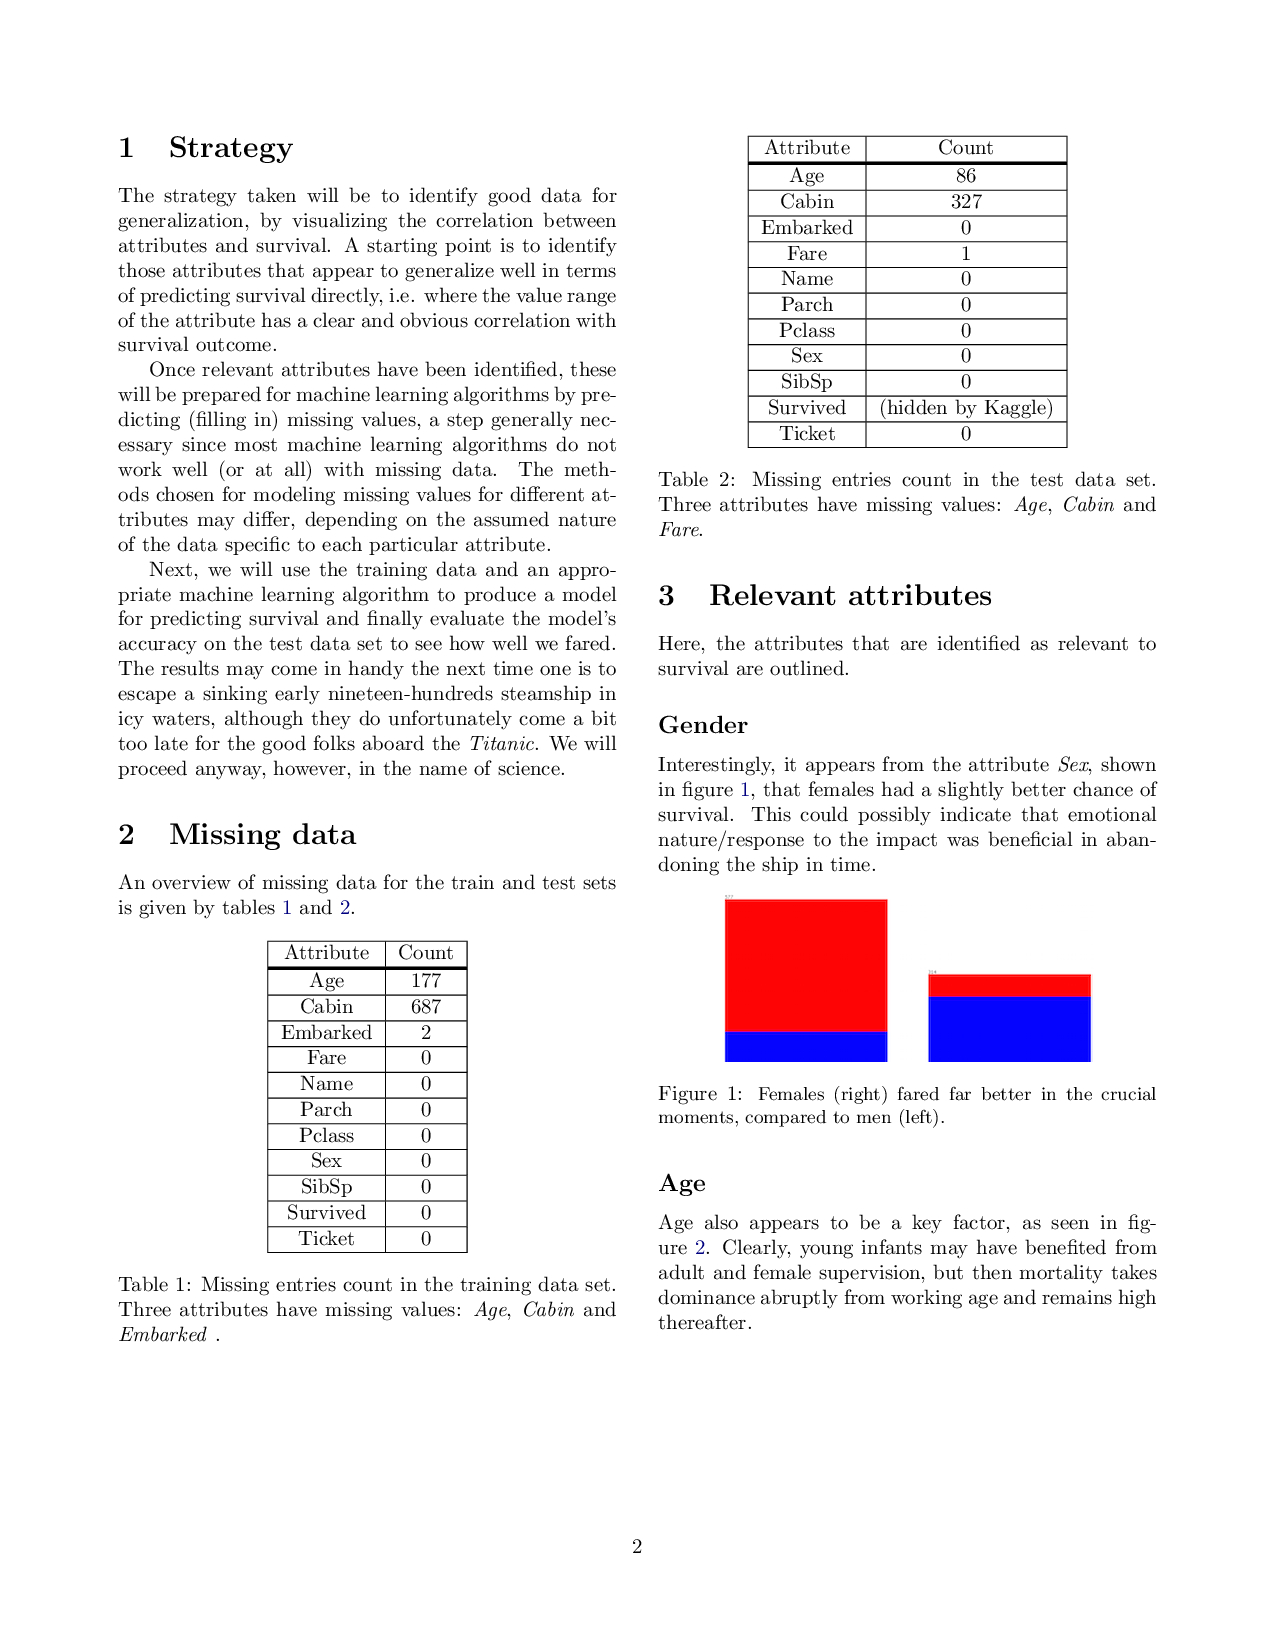 1 Strategy
The strategy taken will be to identify good data for
generalization, by visualizing the correlation between
attributes and survival. A starting point is to identify
those attributes that appear to generalize well in terms
of predicting survival directly, i.e. where the value range
of the attribute has a clear and obvious correlation with
survival outcome.
Once relevant attributes have been identified, these
will be prepared for machine learning algorithms by pre-
dicting (filling in) missing values, a step generally nec-
essary since most machine learning algorithms do not
work well (or at all) with missing data. The meth-
ods chosen for modeling missing values for different at-
tributes may differ, depending on the assumed nature
of the data specific to each particular attribute.
Next, we will use the training data and an appro-
priate machine learning algorithm to produce a model
for predicting survival and finally evaluate the model's
accuracy on the test data set to see how well we fared.
The results may come in handy the next time one is to
escape a sinking early nineteen-hundreds steamship in
icy waters, although they do unfortunately come a bit
too late for the good folks aboard the Titanic. We will
proceed anyway, however, in the name of science.
2 Missing data
An overview of missing data for the train and test sets
is given by tables 1 and 2.
Attribute Count
Age 177
Cabin 687
Embarked 2
Fare 0
Name 0
Parch 0
Pclass 0
Sex 0
SibSp 0
Survived 0
Ticket 0
Table 1: Missing entries count in the training data set.
Three attributes have missing values: Age, Cabin and
Embarked .
Attribute Count
Age 86
Cabin 327
Embarked 0
Fare 1
Name 0
Parch 0
Pclass 0
Sex 0
SibSp 0
Survived (hidden by Kaggle)
Ticket 0
Table 2: Missing entries count in the test data set.
Three attributes have missing values: Age, Cabin and
Fare.
3 Relevant attributes
Here, the attributes that are identified as relevant to
survival are outlined.
Gender
Interestingly, it appears from the attribute Sex, shown
in figure 1, that females had a slightly better chance of
survival. This could possibly indicate that emotional
nature/response to the impact was beneficial in aban-
doning the ship in time.
Figure 1: Females (right) fared far better in the crucial
moments, compared to men (left).
Age
Age also appears to be a key factor, as seen in fig-
ure 2. Clearly, young infants may have benefited from
adult and female supervision, but then mortality takes
dominance abruptly from working age and remains high
thereafter.
2